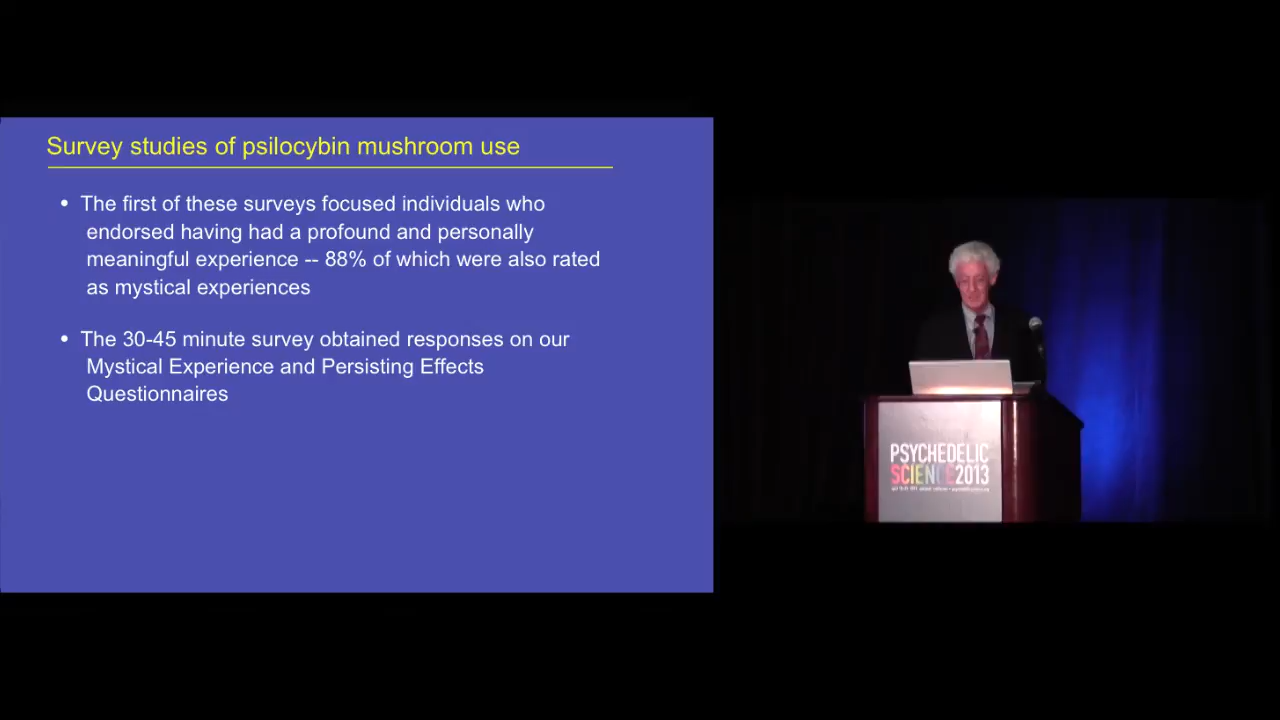 Survey studies of psilocybin mushroom use
• The first of these surveys focused individuals who
endorsed having had a profound and personally
meaningful experience -- 88% of which were also rated
as mystical experiences
• The 30-45 minute survey obtained responses on our
Mystical Experience and Persisting Effects
Questionnaires
PSYCHEDELIC
SCIENCE2013